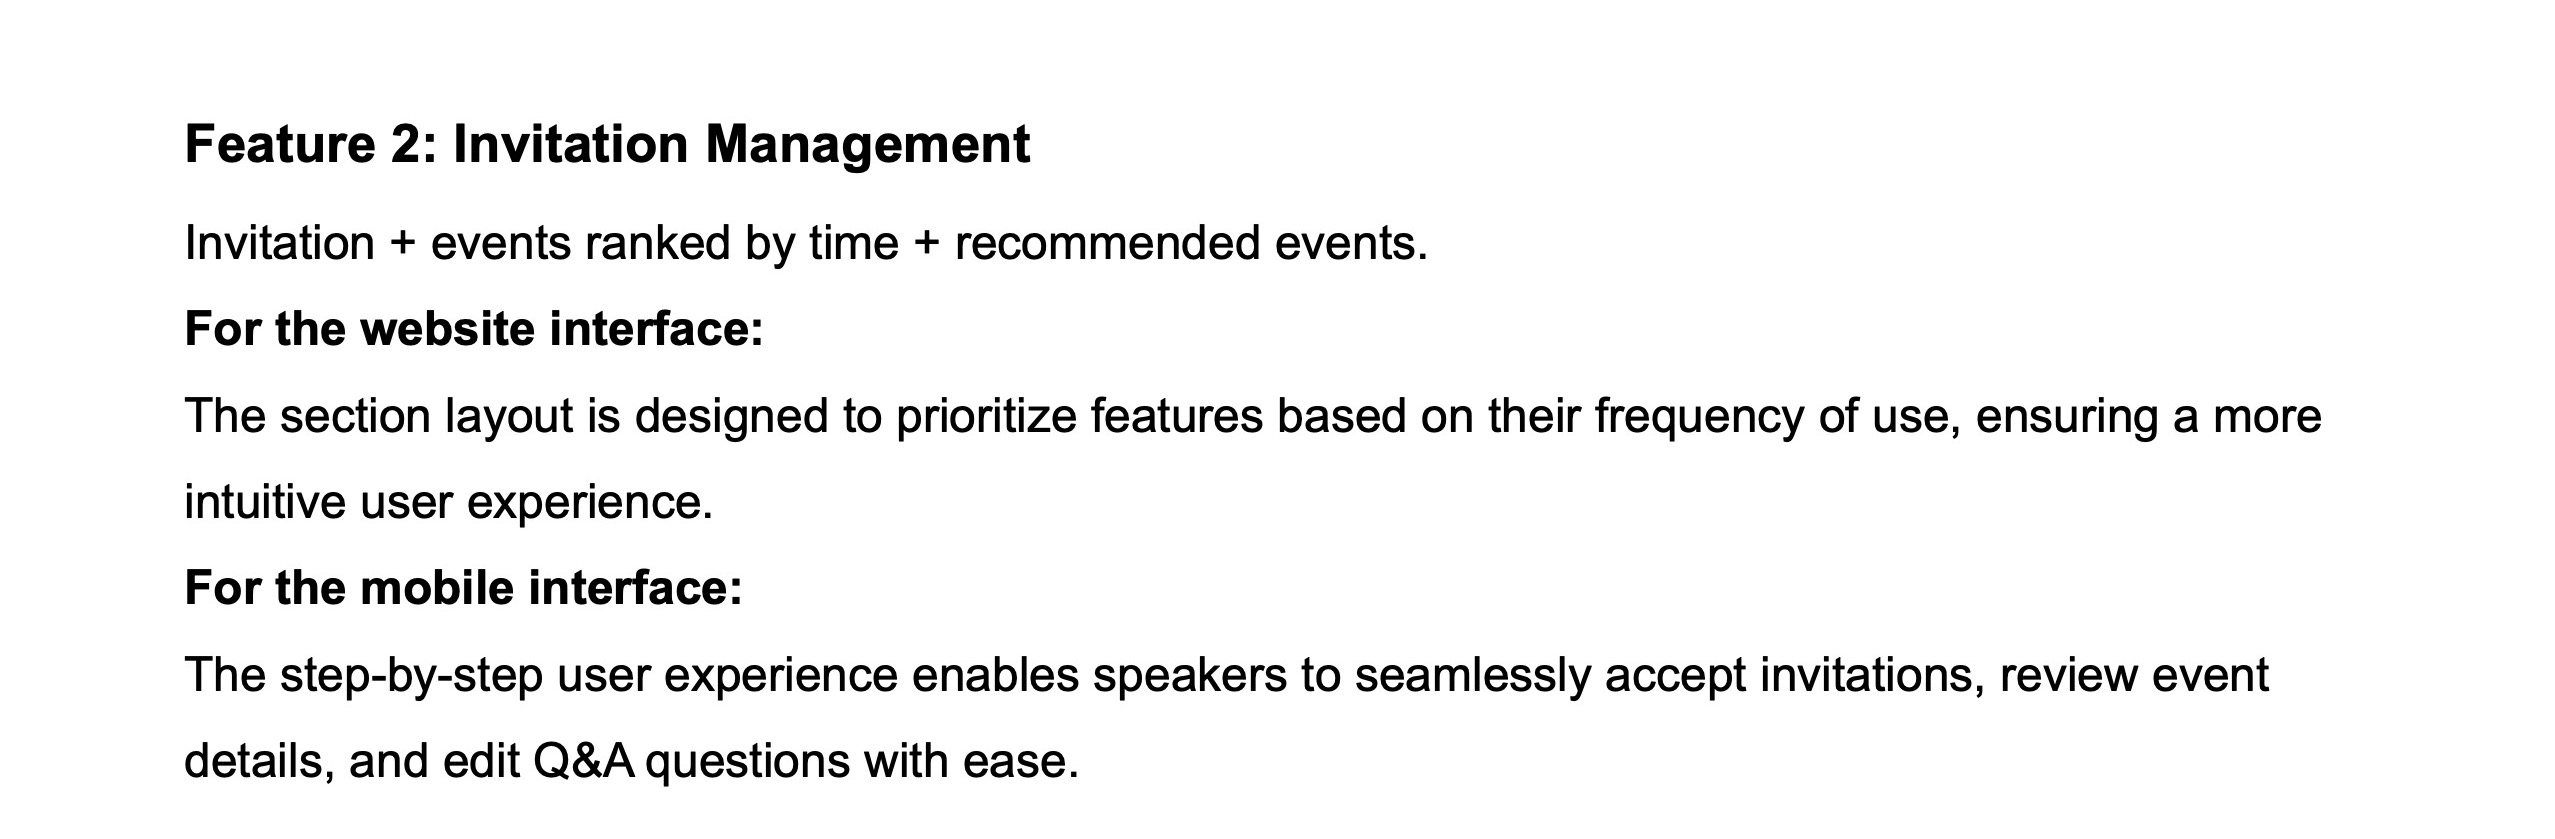 Feature 2: Invitation Management
Invitation + events ranked by time + recommended events.
For the website interface:
The section layout is designed to prioritize features based on their frequency of use, ensuring a more
intuitive user experience.
For the mobile interface:
The step-by-step user experience enables speakers to seamlessly accept invitations, review event
details, and edit Q&A questions with ease.